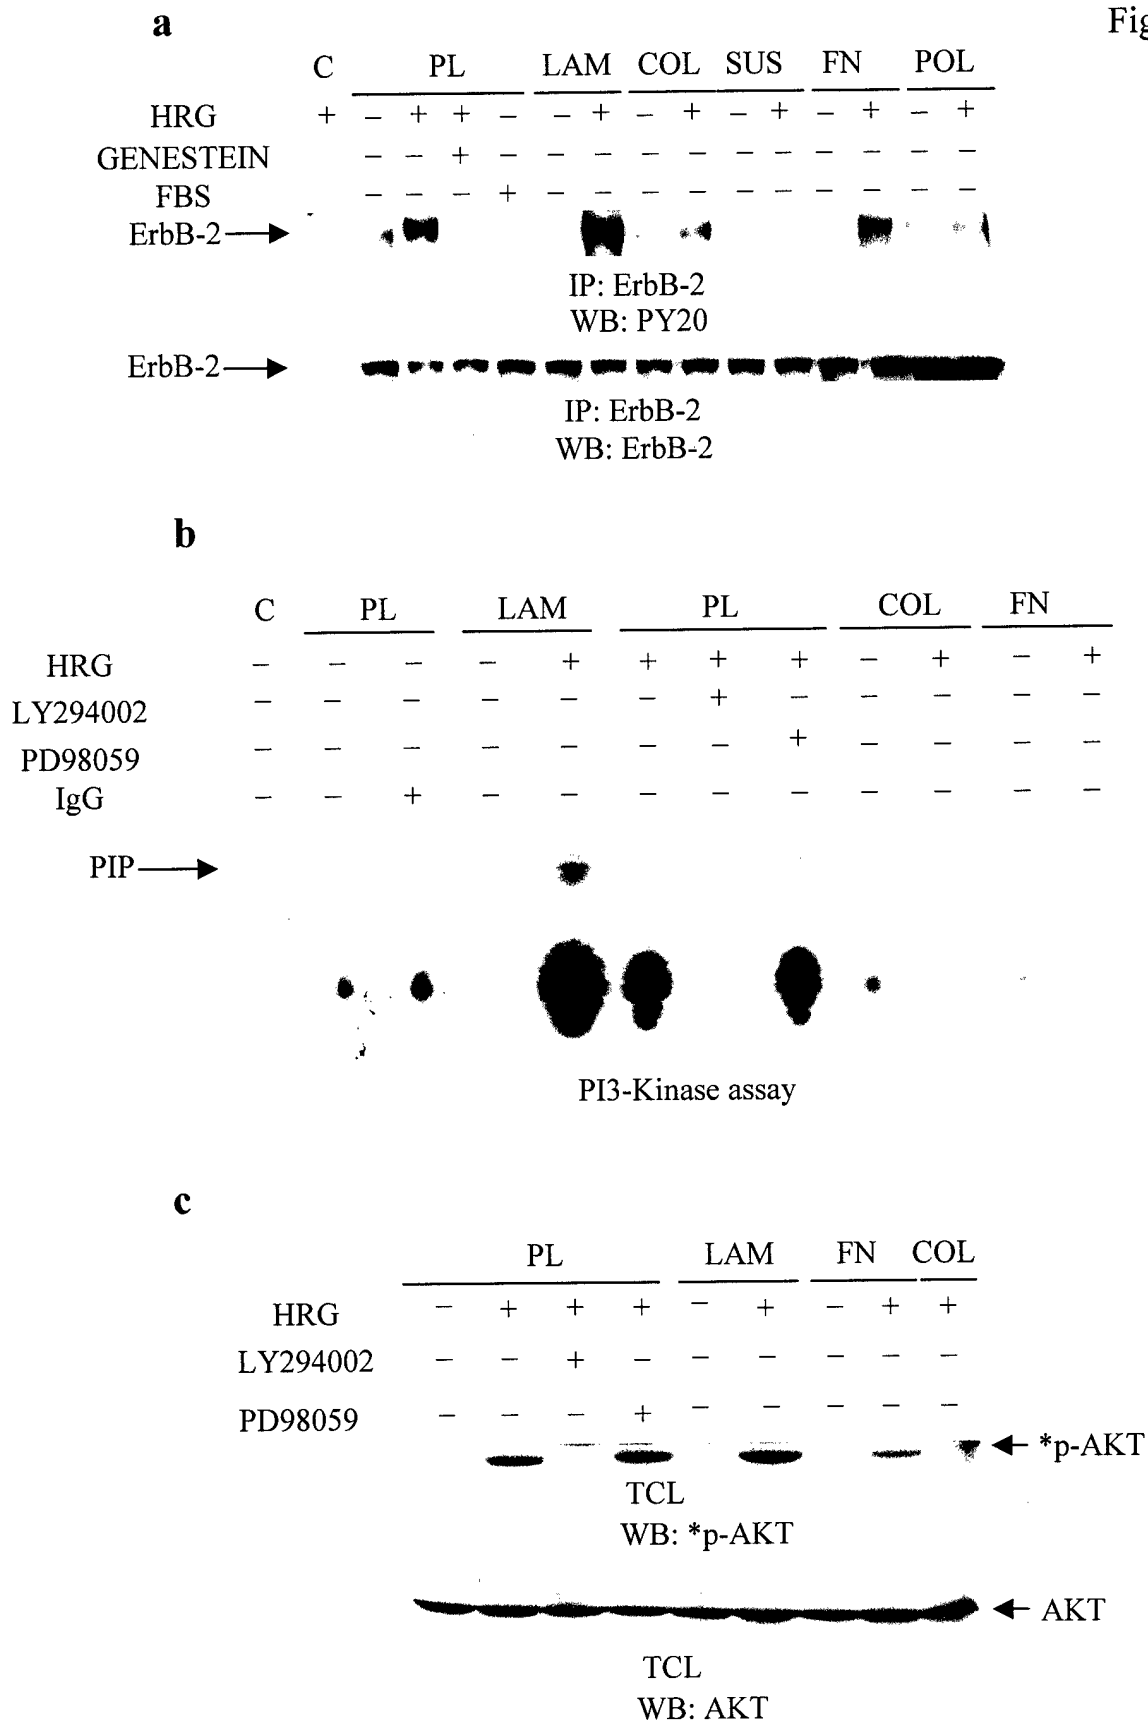 Fig
a
C PL LAM COL SUS FN POL
HRG + – + + – – + – + – + – + – +
GENESTEIN – – + – – – – – – – – – – –
FBS – – – + – – – – – – – – – –
ErbB-2
IP: ErbB-2
WB: PY20
ErbB-2
IP: ErbB-2
WB: ErbB-2
b
C PL LAM PL COL FN
HRG – – – – + + + + – + – +
LY294002 – – – – – – + – – – – –
PD98059 – – – – – – – + – – – –
IgG – – + – – – – – – – – –
PIP
PI3-Kinase assay
c
PL LAM FN COL
HRG – + + + – + – + +
LY294002 – – + – – – – – –
PD98059 – – – + – – – – –
*p-AKT
TCL
WB: *p-AKT
AKT
TCL
WB: AKT